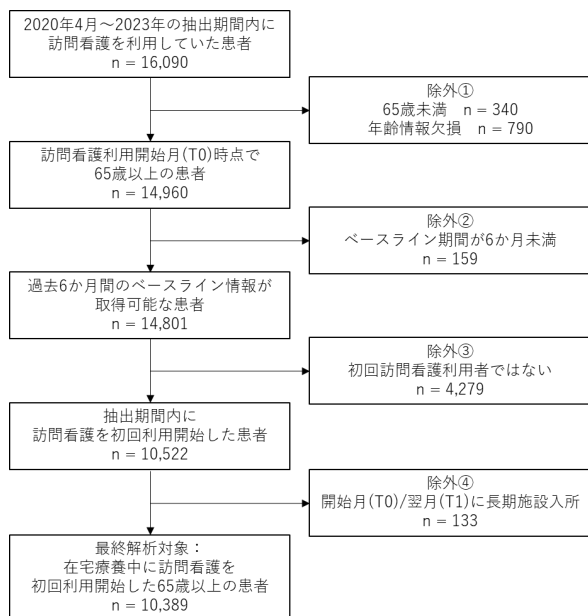 2020年4月～2023年の抽出期間内に
訪問看護を利用していた患者
n = 16,090
除外①
65歳未満　n = 340
年齢情報欠損　n = 790
訪問看護利用開始月(T0)時点で
65歳以上の患者
n = 14,960
除外②
ベースライン期間が6か月未満
n = 159
過去6か月間のベースライン情報が
取得可能な患者
n = 14,801
除外③
初回訪問看護利用者ではない
n = 4,279
抽出期間内に
訪問看護を初回利用開始した患者
n = 10,522
除外④
開始月(T0)/翌月(T1)に長期施設入所
n = 133
最終解析対象：
在宅療養中に訪問看護を
初回利用開始した65歳以上の患者
n = 10,389